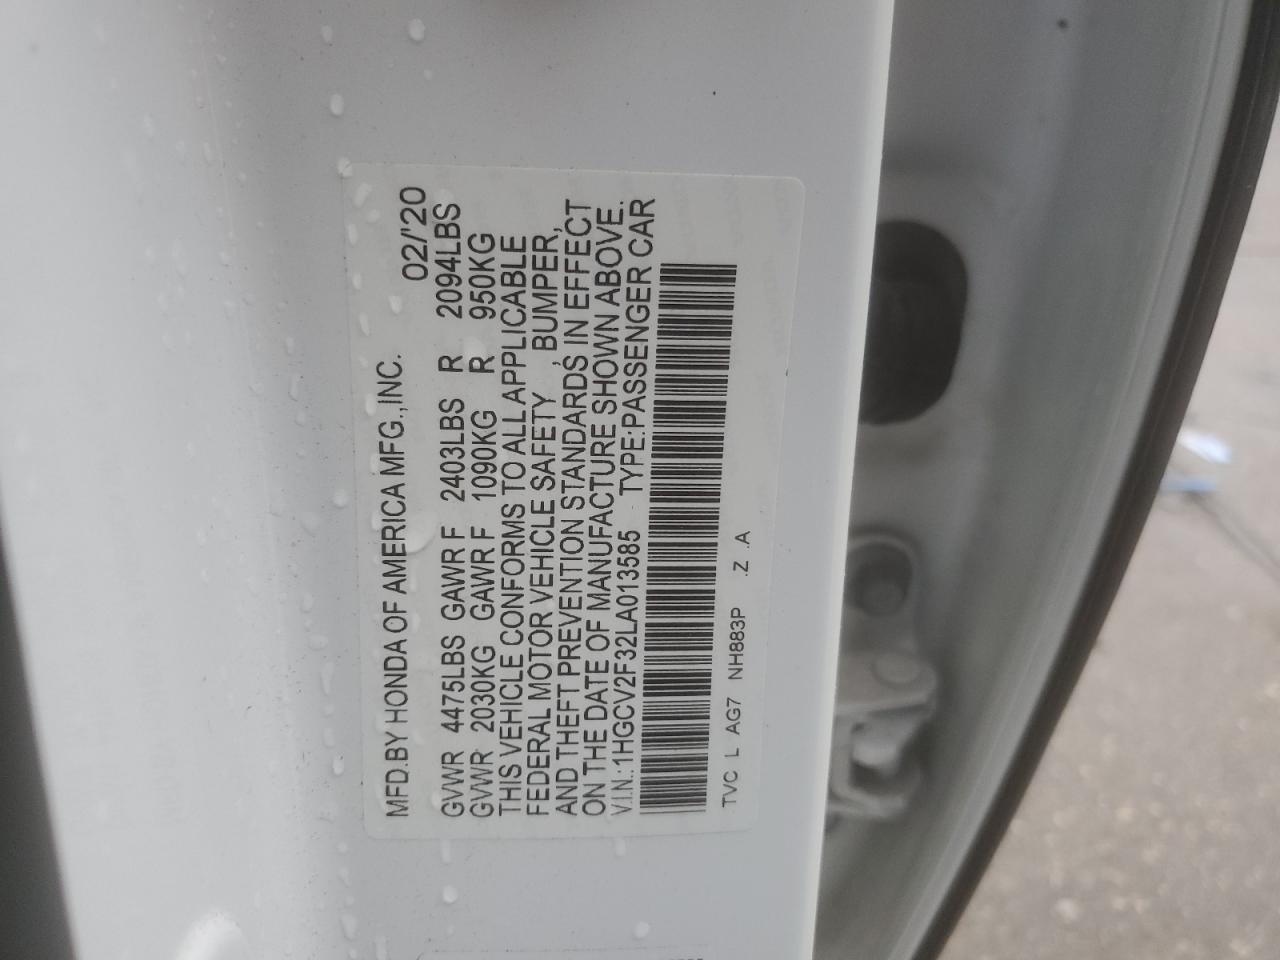 MFD.BY HONDA OF AMERICA MFG.,INC. 02/'20
GVWR 4475LBS GAWR F 2403LBS R 2094LBS
GVWR 2030KG GAWR F 1090KG R 950KG
THIS VEHICLE CONFORMS TO ALL APPLICABLE
FEDERAL MOTOR VEHICLE SAFETY , BUMPER,
AND THEFT PREVENTION STANDARDS IN EFFECT
ON THE DATE OF MANUFACTURE SHOWN ABOVE.
V.I.N.:1HGCV2F32LA013585 TYPE:PASSENGER CAR
TVC L AG7 NH883P .Z .A